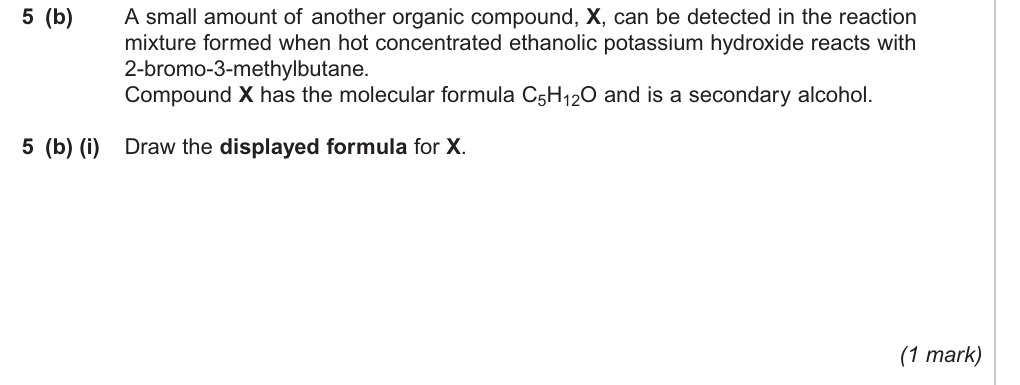 5 (b) A small amount of another organic compound, X, can be detected in the reaction
mixture formed when hot concentrated ethanolic potassium hydroxide reacts with
2-bromo-3-methylbutane.
Compound X has the molecular formula C₅H₁₂O and is a secondary alcohol.
5 (b) (i) Draw the displayed formula for X.
(1 mark)